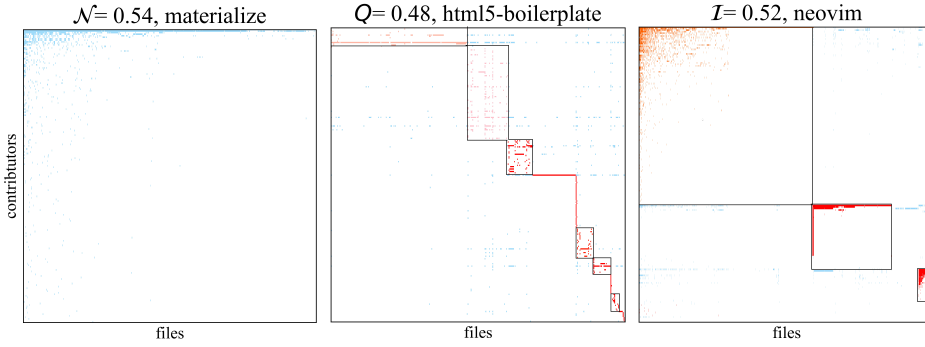 𝒩= 0.54, materialize
Q= 0.48, html5-boilerplate
ℐ= 0.52, neovim
contributors
files
files
files